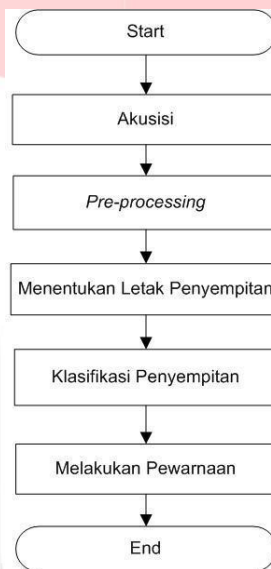 Start
Akusisi
Pre-processing
Menentukan Letak Penyempitan
Klasifikasi Penyempitan
Melakukan Pewarnaan
End